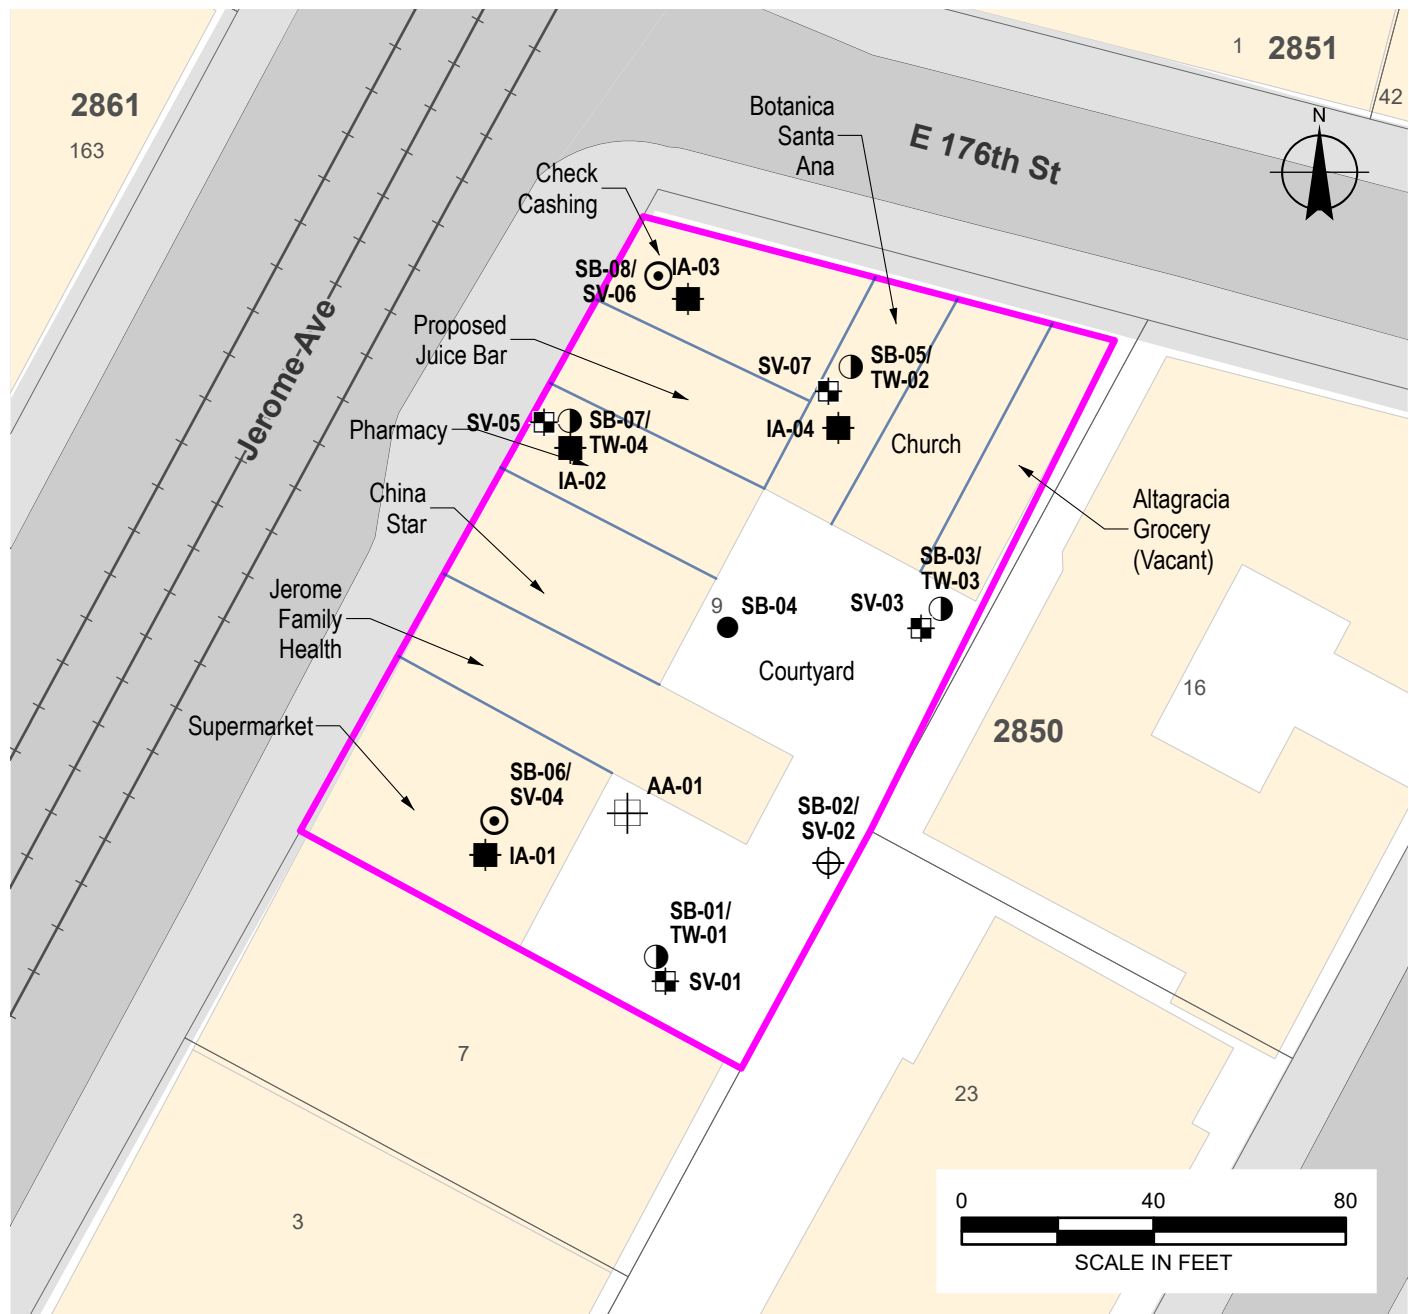 1 2851
42
2861
163
N
E 176th St
Jerome Ave
Botanica
Santa
Ana
Check
Cashing
SB-08/
SV-06
IA-03
Proposed
Juice Bar
SV-07
SB-05/
TW-02
IA-04
Church
SV-05
SB-07/
TW-04
IA-02
Pharmacy
China
Star
Altagracia
Grocery
(Vacant)
SB-03/
TW-03
SV-03
9
SB-04
Courtyard
Jerome
Family
Health
16
2850
Supermarket
SB-06/
SV-04
AA-01
SB-02/
SV-02
IA-01
SB-01/
TW-01
SV-01
7
23
3
0 40 80
SCALE IN FEET